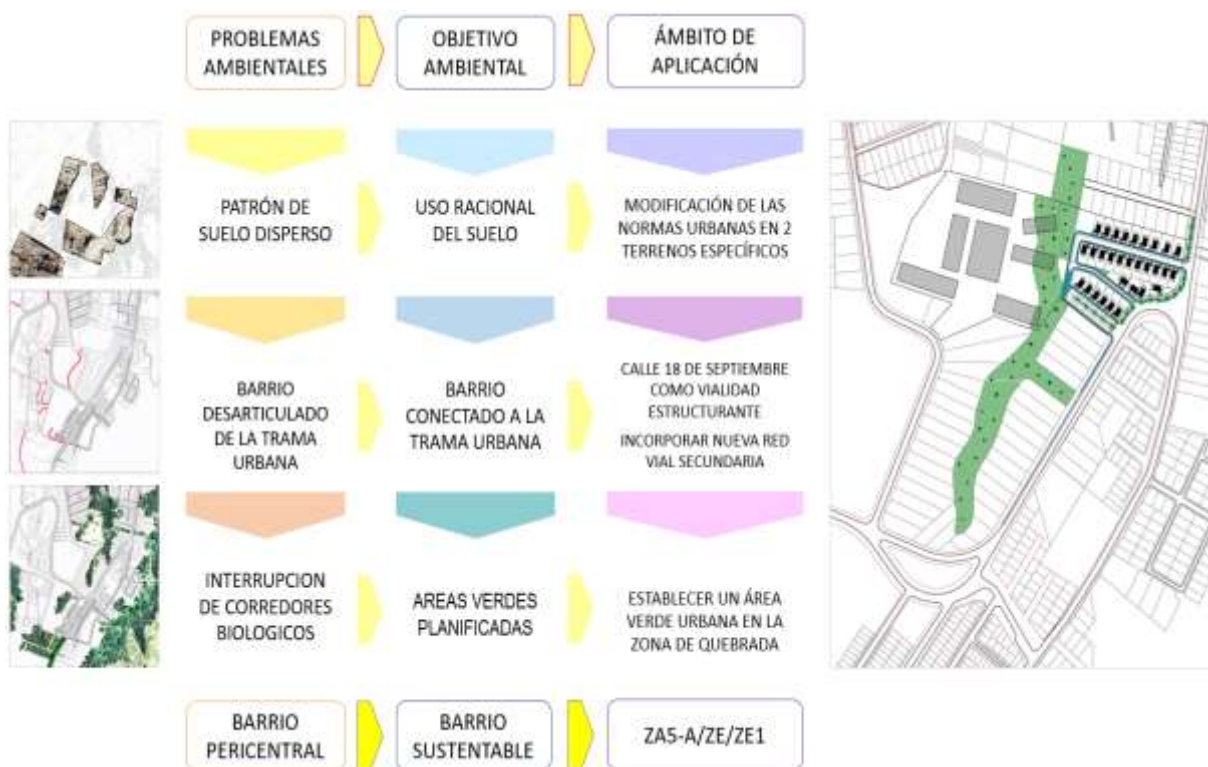 PROBLEMAS
AMBIENTALES
OBJETIVO
AMBIENTAL
ÁMBITO DE
APLICACIÓN
PATRÓN DE
SUELO DISPERSO
USO RACIONAL
DEL SUELO
MODIFICACIÓN DE LAS
NORMAS URBANAS EN 2
TERRENOS ESPECÍFICOS
BARRIO
DESARTICULADO
DE LA TRAMA
URBANA
BARRIO
CONECTADO A LA
TRAMA URBANA
CALLE 18 DE SEPTIEMBRE
COMO VIALIDAD
ESTRUCTURANTE
INCORPORAR NUEVA RED
VIAL SECUNDARIA
INTERRUPCION
DE CORREDORES
BIOLOGICOS
AREAS VERDES
PLANIFICADAS
ESTABLECER UN ÁREA
VERDE URBANA EN LA
ZONA DE QUEBRADA
BARRIO
PERICENTRAL
BARRIO
SUSTENTABLE
ZA5-A/ZE/ZE1